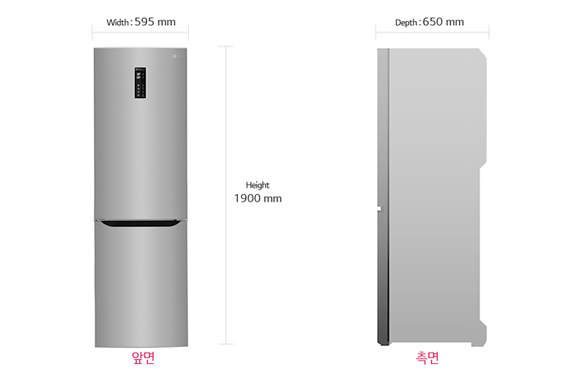 Width : 595 mm
Depth : 650 mm
Height
1900 mm
앞면
측면